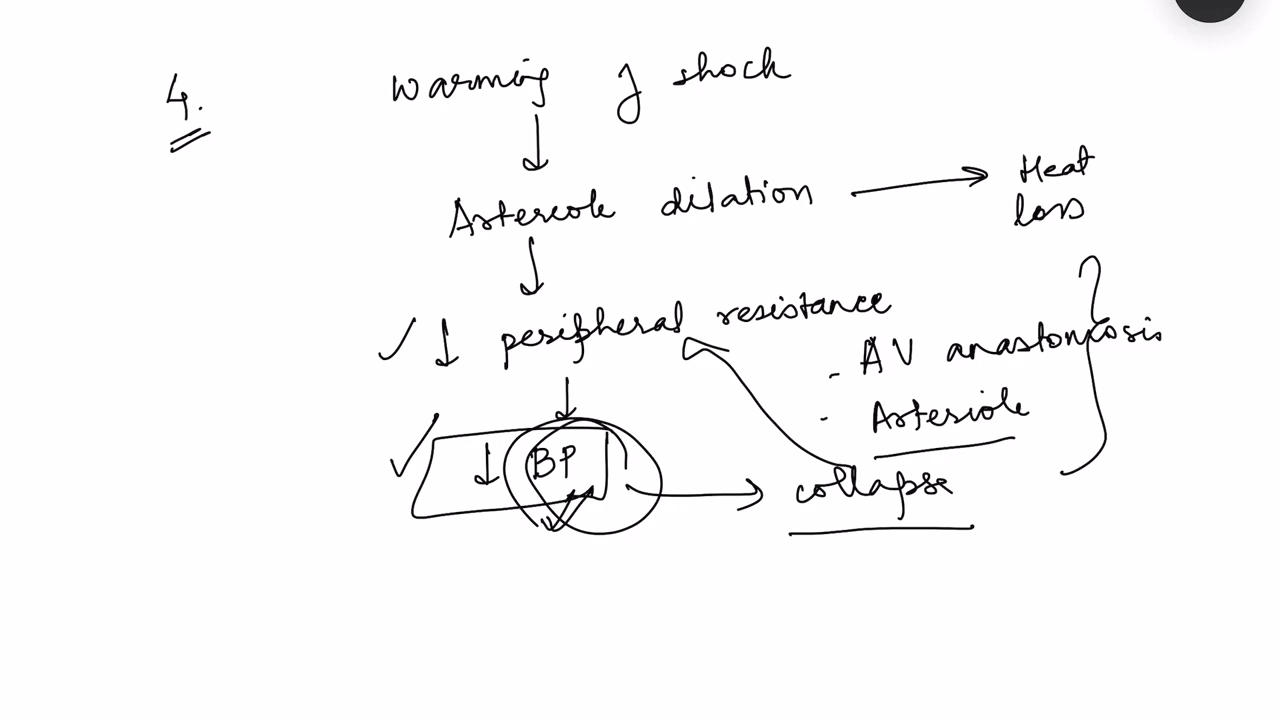 4.
warming of shock
↓
Arteriole dilation → Heat loss
↓
✓ ↓ peripheral resistance
- AV anastomosis
- Arteriole
↓
✓ ↓ BP → collapse